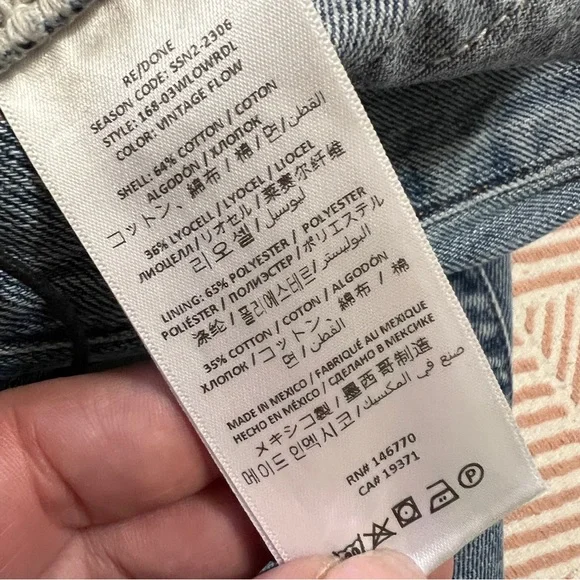 RE/DONE
SEASON CODE: SSN2-2306
STYLE: 168-03WLOWRDL
COLOR: VINTAGE FLOW
SHELL: 64% COTTON / COTON
ALGODÓN / ХЛОПОК
コットン、綿布 / 棉 / 면 / القطن
36% LYOCELL / LYOCELL / LIOCEL
ЛИОЦЕЛЛ / リオセル / 莱赛尔纤维
리오셀 / ليوسيل
LINING: 65% POLYESTER / POLYESTER
POLIÉSTER / ПОЛИЭСТЕР / ポリエステル
涤纶 / 폴리에스테르 / البوليستر
35% COTTON / COTON / ALGODÓN
ХЛОПОК / コットン、綿布 / 棉
면 / القطن
MADE IN MEXICO / FABRIQUÉ AU MEXIQUE
HECHO EN MÉXICO / СДЕЛАНО В МЕКСИКЕ
メキシコ製 / 墨西哥制造
메이드 인멕시코 / صنع في المكسيك
RN# 146770
CA# 19371